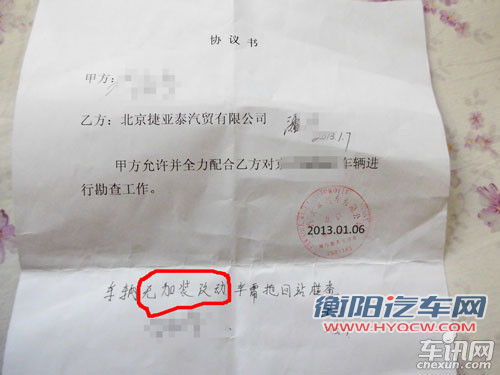 协议书
甲方:
乙方:北京捷亚泰汽贸有限公司 潘
2013.1.7
甲方允许并全力配合乙方对京 车辆进
行勘查工作。
2013.01.06
车辆无加装改动 车需拖回站检查
衡阳汽车网
WWW.HYOCW.COM
车讯网
chexun.com